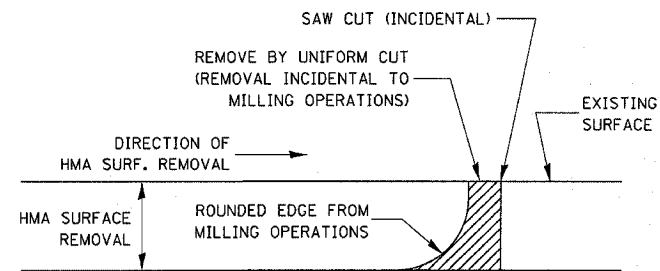 SAW CUT (INCIDENTAL)
REMOVE BY UNIFORM CUT
(REMOVAL INCIDENTAL TO
MILLING OPERATIONS)
EXISTING
SURFACE
DIRECTION OF
HMA SURF. REMOVAL
HMA SURFACE
REMOVAL
ROUNDED EDGE FROM
MILLING OPERATIONS